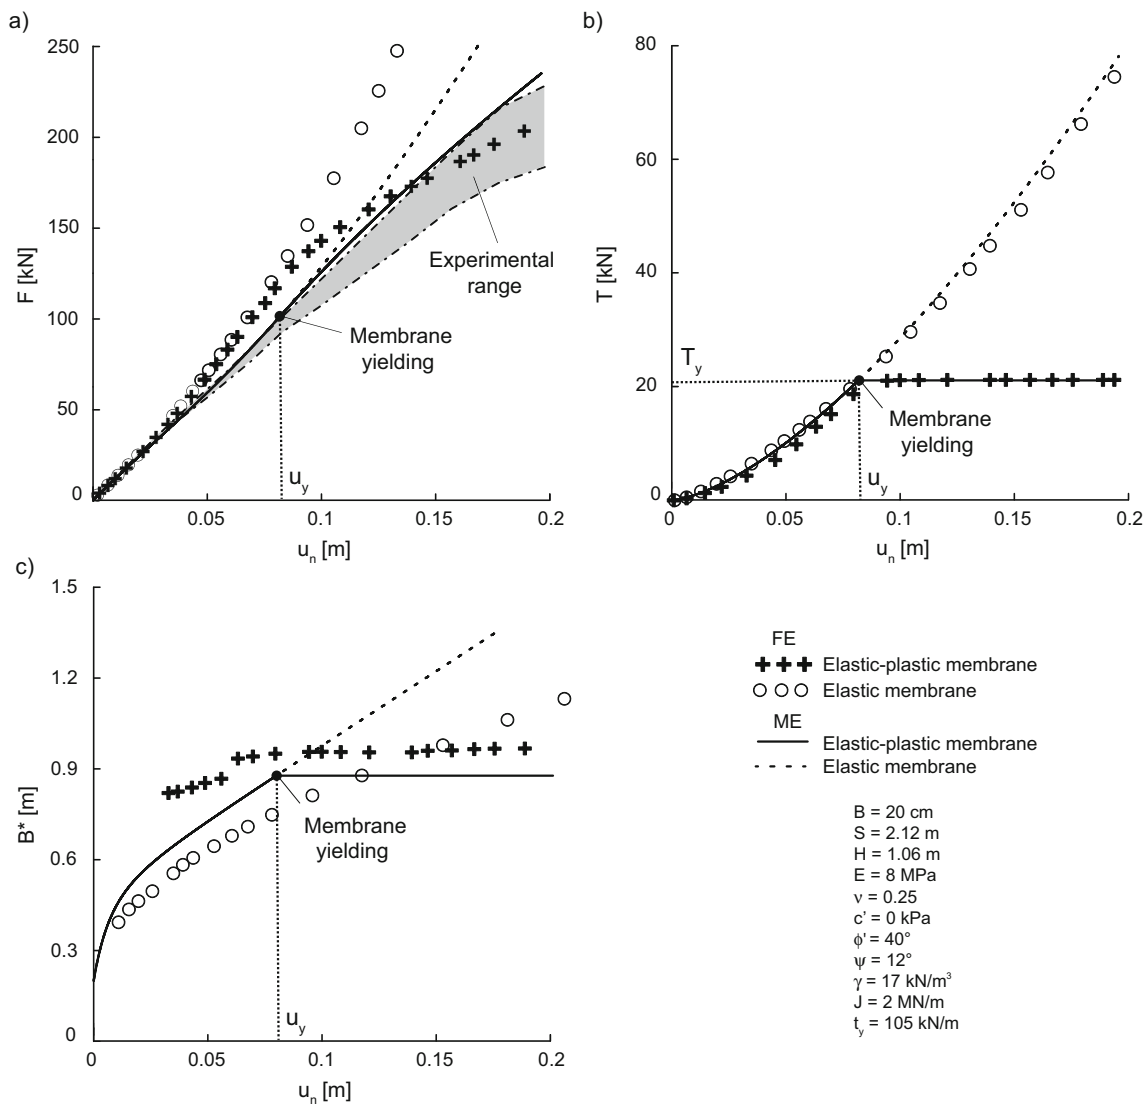 a)
250
200
150
100
50
0
F [kN]
0.05
0.1
0.15
0.2
u_n [m]
Experimental
range
Membrane
yielding
u_y
b)
80
60
40
20
0
T [kN]
0.05
0.1
0.15
0.2
u_n [m]
T_y
Membrane
yielding
u_y
c)
1.5
1.2
0.9
0.6
0.3
0
B* [m]
0
0.05
0.1
0.15
0.2
u_n [m]
Membrane
yielding
u_y
FE
Elastic-plastic membrane
Elastic membrane
ME
Elastic-plastic membrane
Elastic membrane
B = 20 cm
S = 2.12 m
H = 1.06 m
E = 8 MPa
ν = 0.25
c' = 0 kPa
ϕ' = 40°
ψ = 12°
γ = 17 kN/m³
J = 2 MN/m
t_y = 105 kN/m